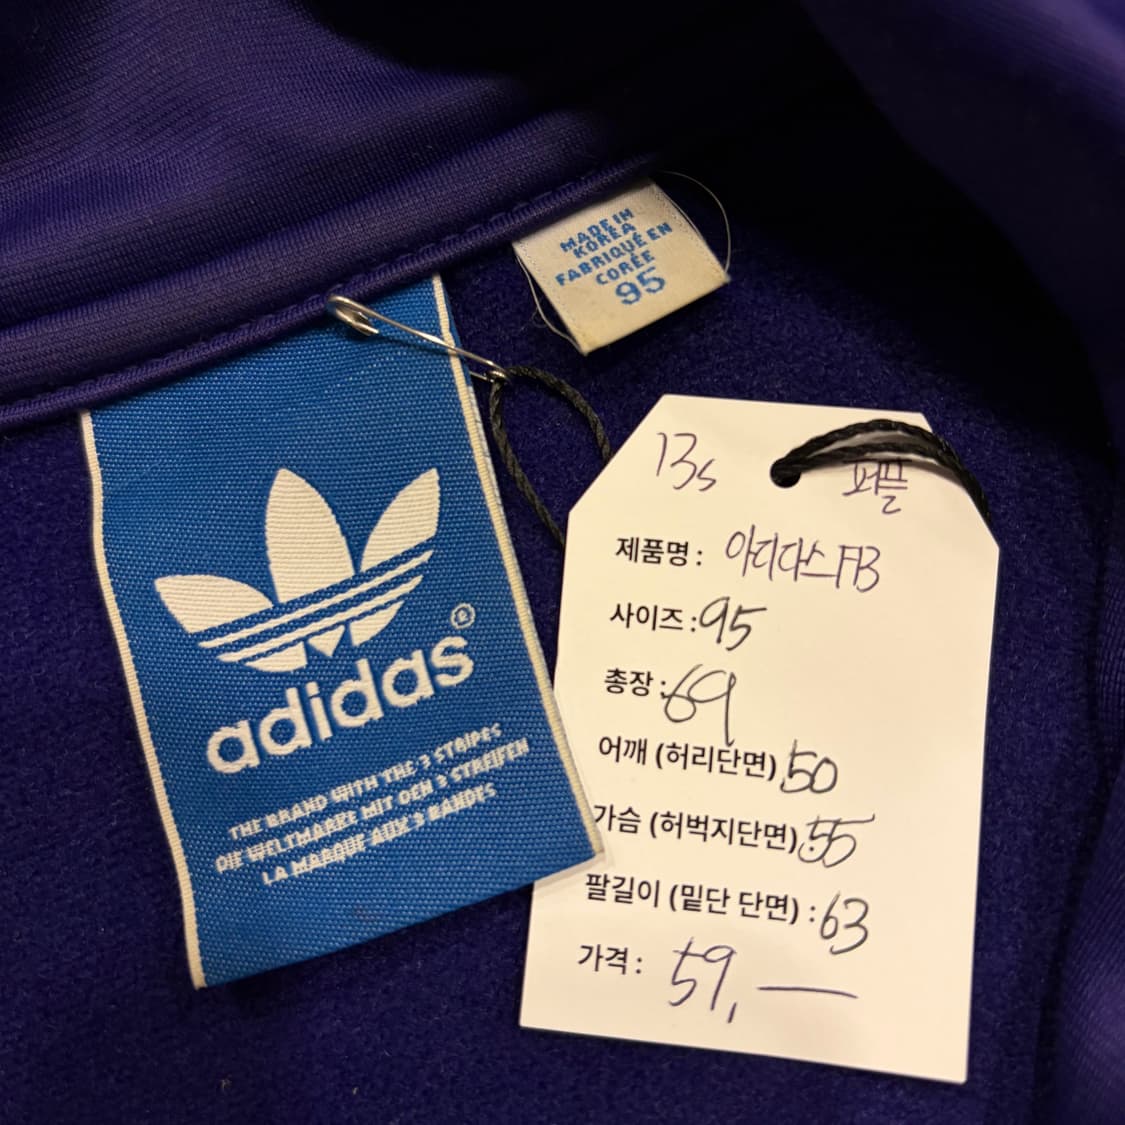 MADE IN
KOREA
FABRIQUÉ EN
CORÉE
95
adidas®
THE BRAND WITH THE 3 STRIPES
DIE WELTMARKE MIT DEN 3 STREIFEN
LA MARQUE AUX 3 BANDES
13s 퍼플
제품명 : 아디다스 FB
사이즈 : 95
총장 : 69
어깨 (허리단면) 50
가슴 (허벅지단면) : 55
팔길이 (밑단 단면) : 63
가격 : 59,—